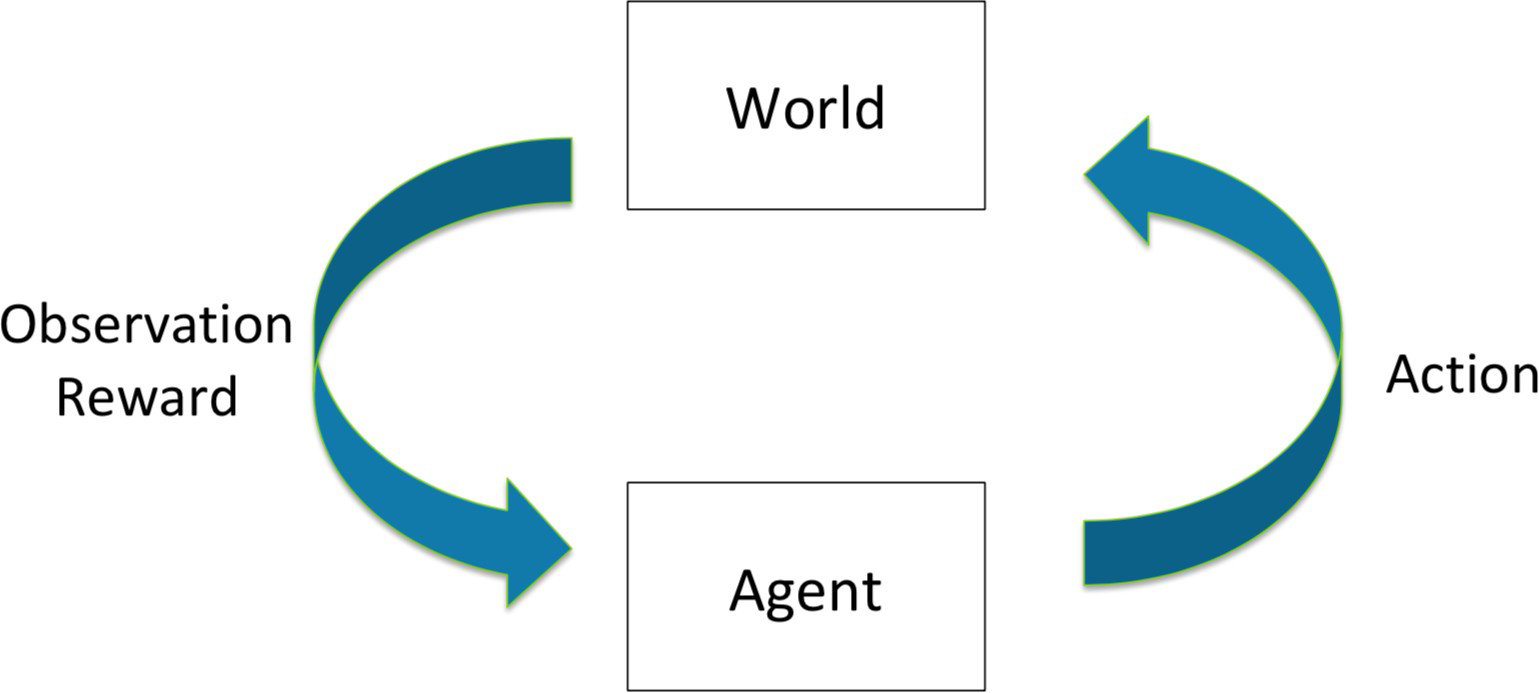 World
Observation
Reward
Action
Agent